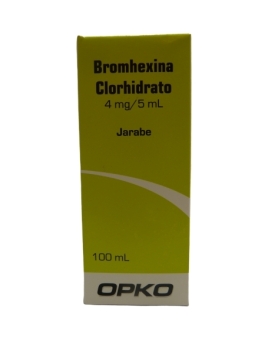 Bromhexina
Clorhidrato
4 mg/5 mL
Jarabe
100 mL
OPKO